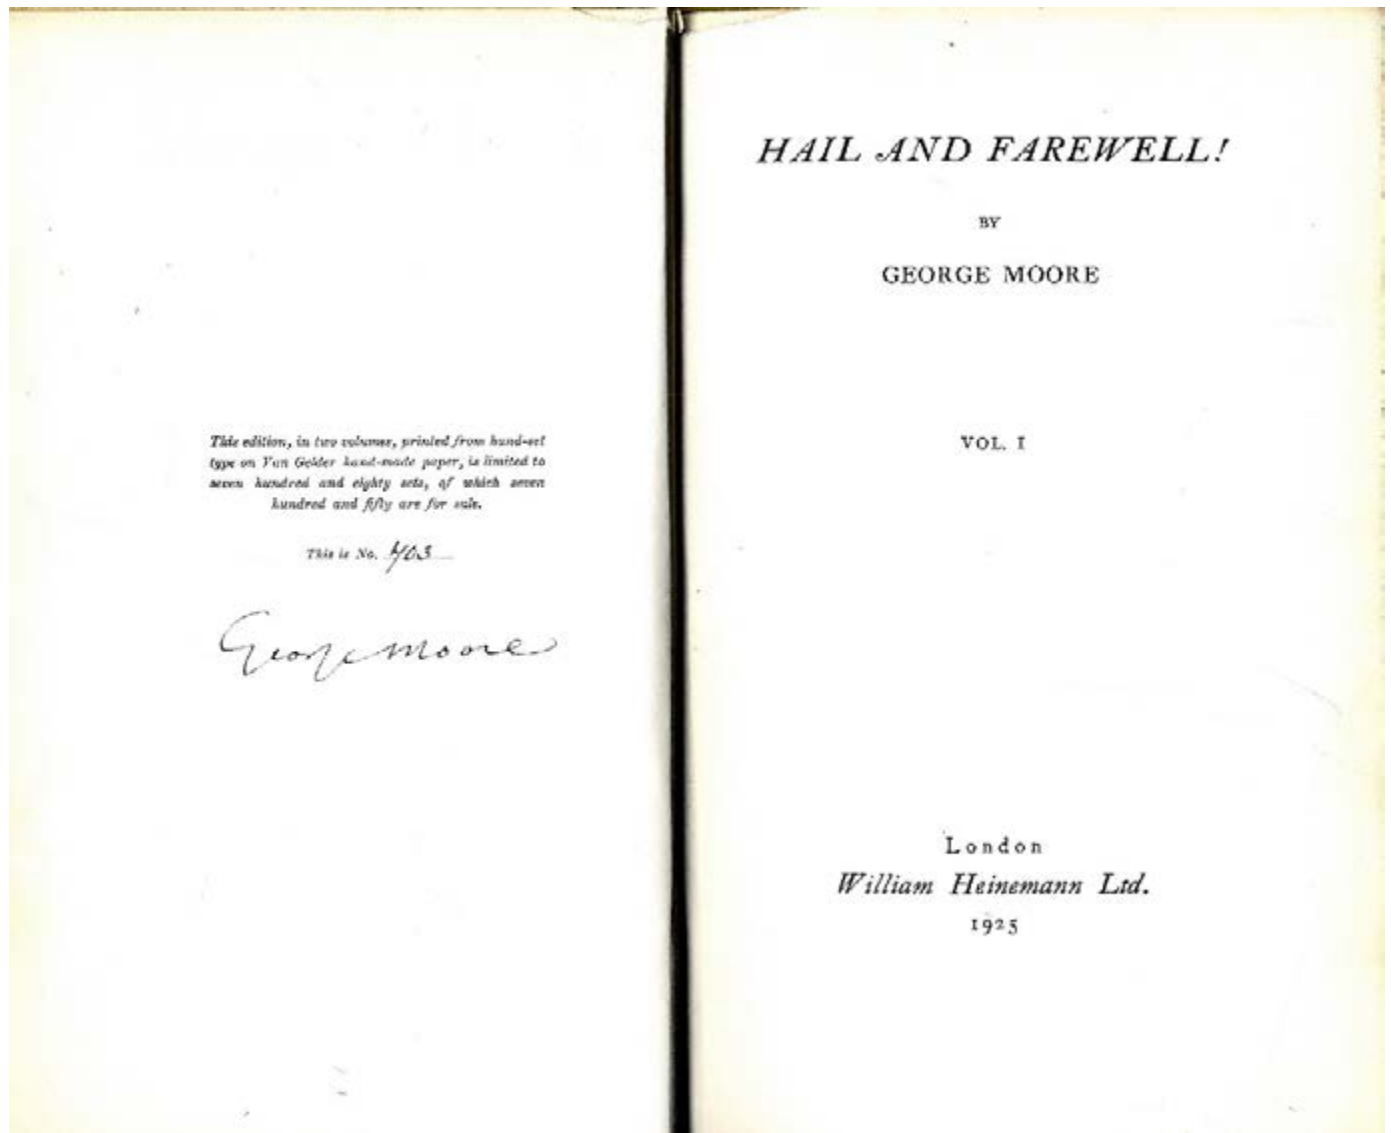 This edition, in two volumes, printed from hand-set
type on Van Gelder hand-made paper, is limited to
seven hundred and eighty sets, of which seven
hundred and fifty are for sale.
This is No. 403
George Moore
HAIL AND FAREWELL!
BY
GEORGE MOORE
VOL. I
London
William Heinemann Ltd.
1925